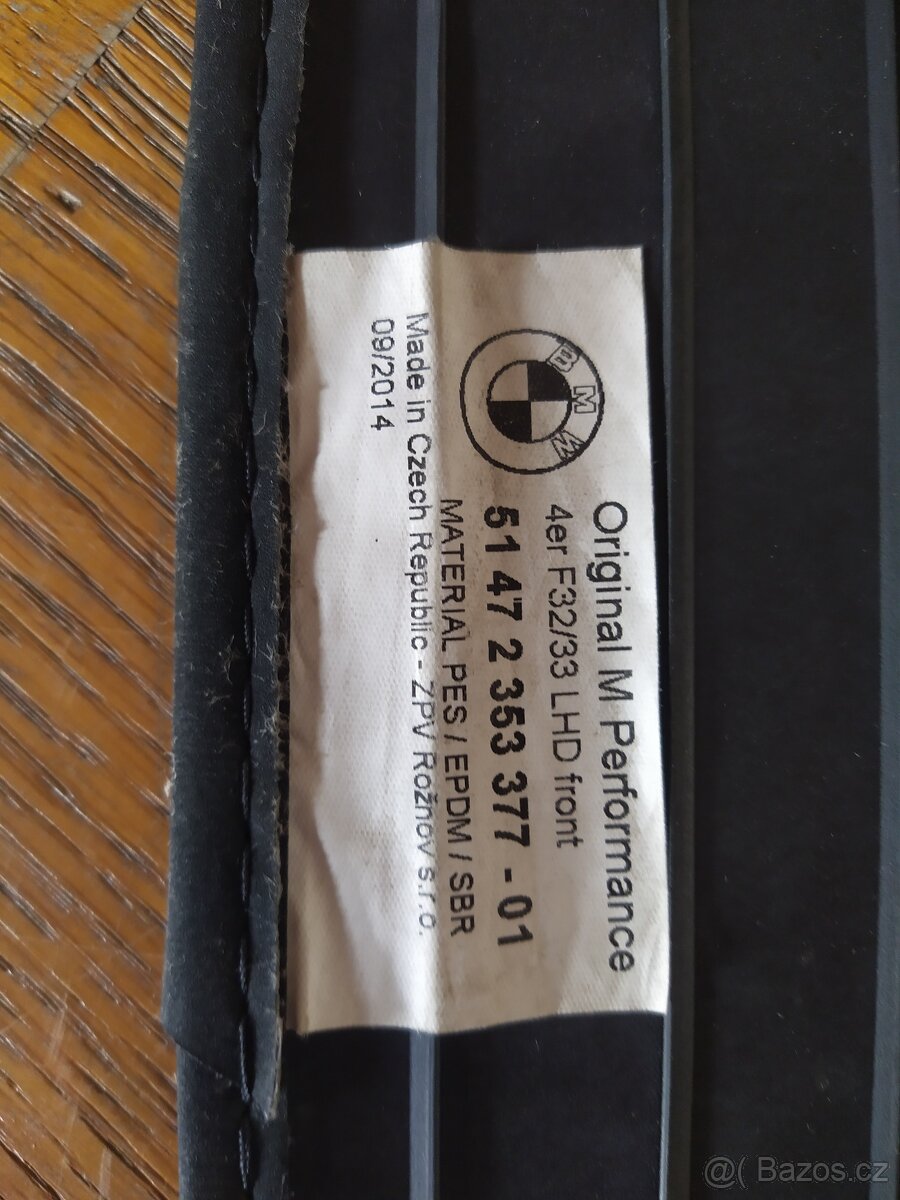 BMW
Original M Performance
4er F32/33 LHD front
51 47 2 353 377 - 01
MATERIAL PES / EPDM / SBR
Made in Czech Republic - ZPV Rožnov s.r.o.
09/2014
@( Bazos.cz